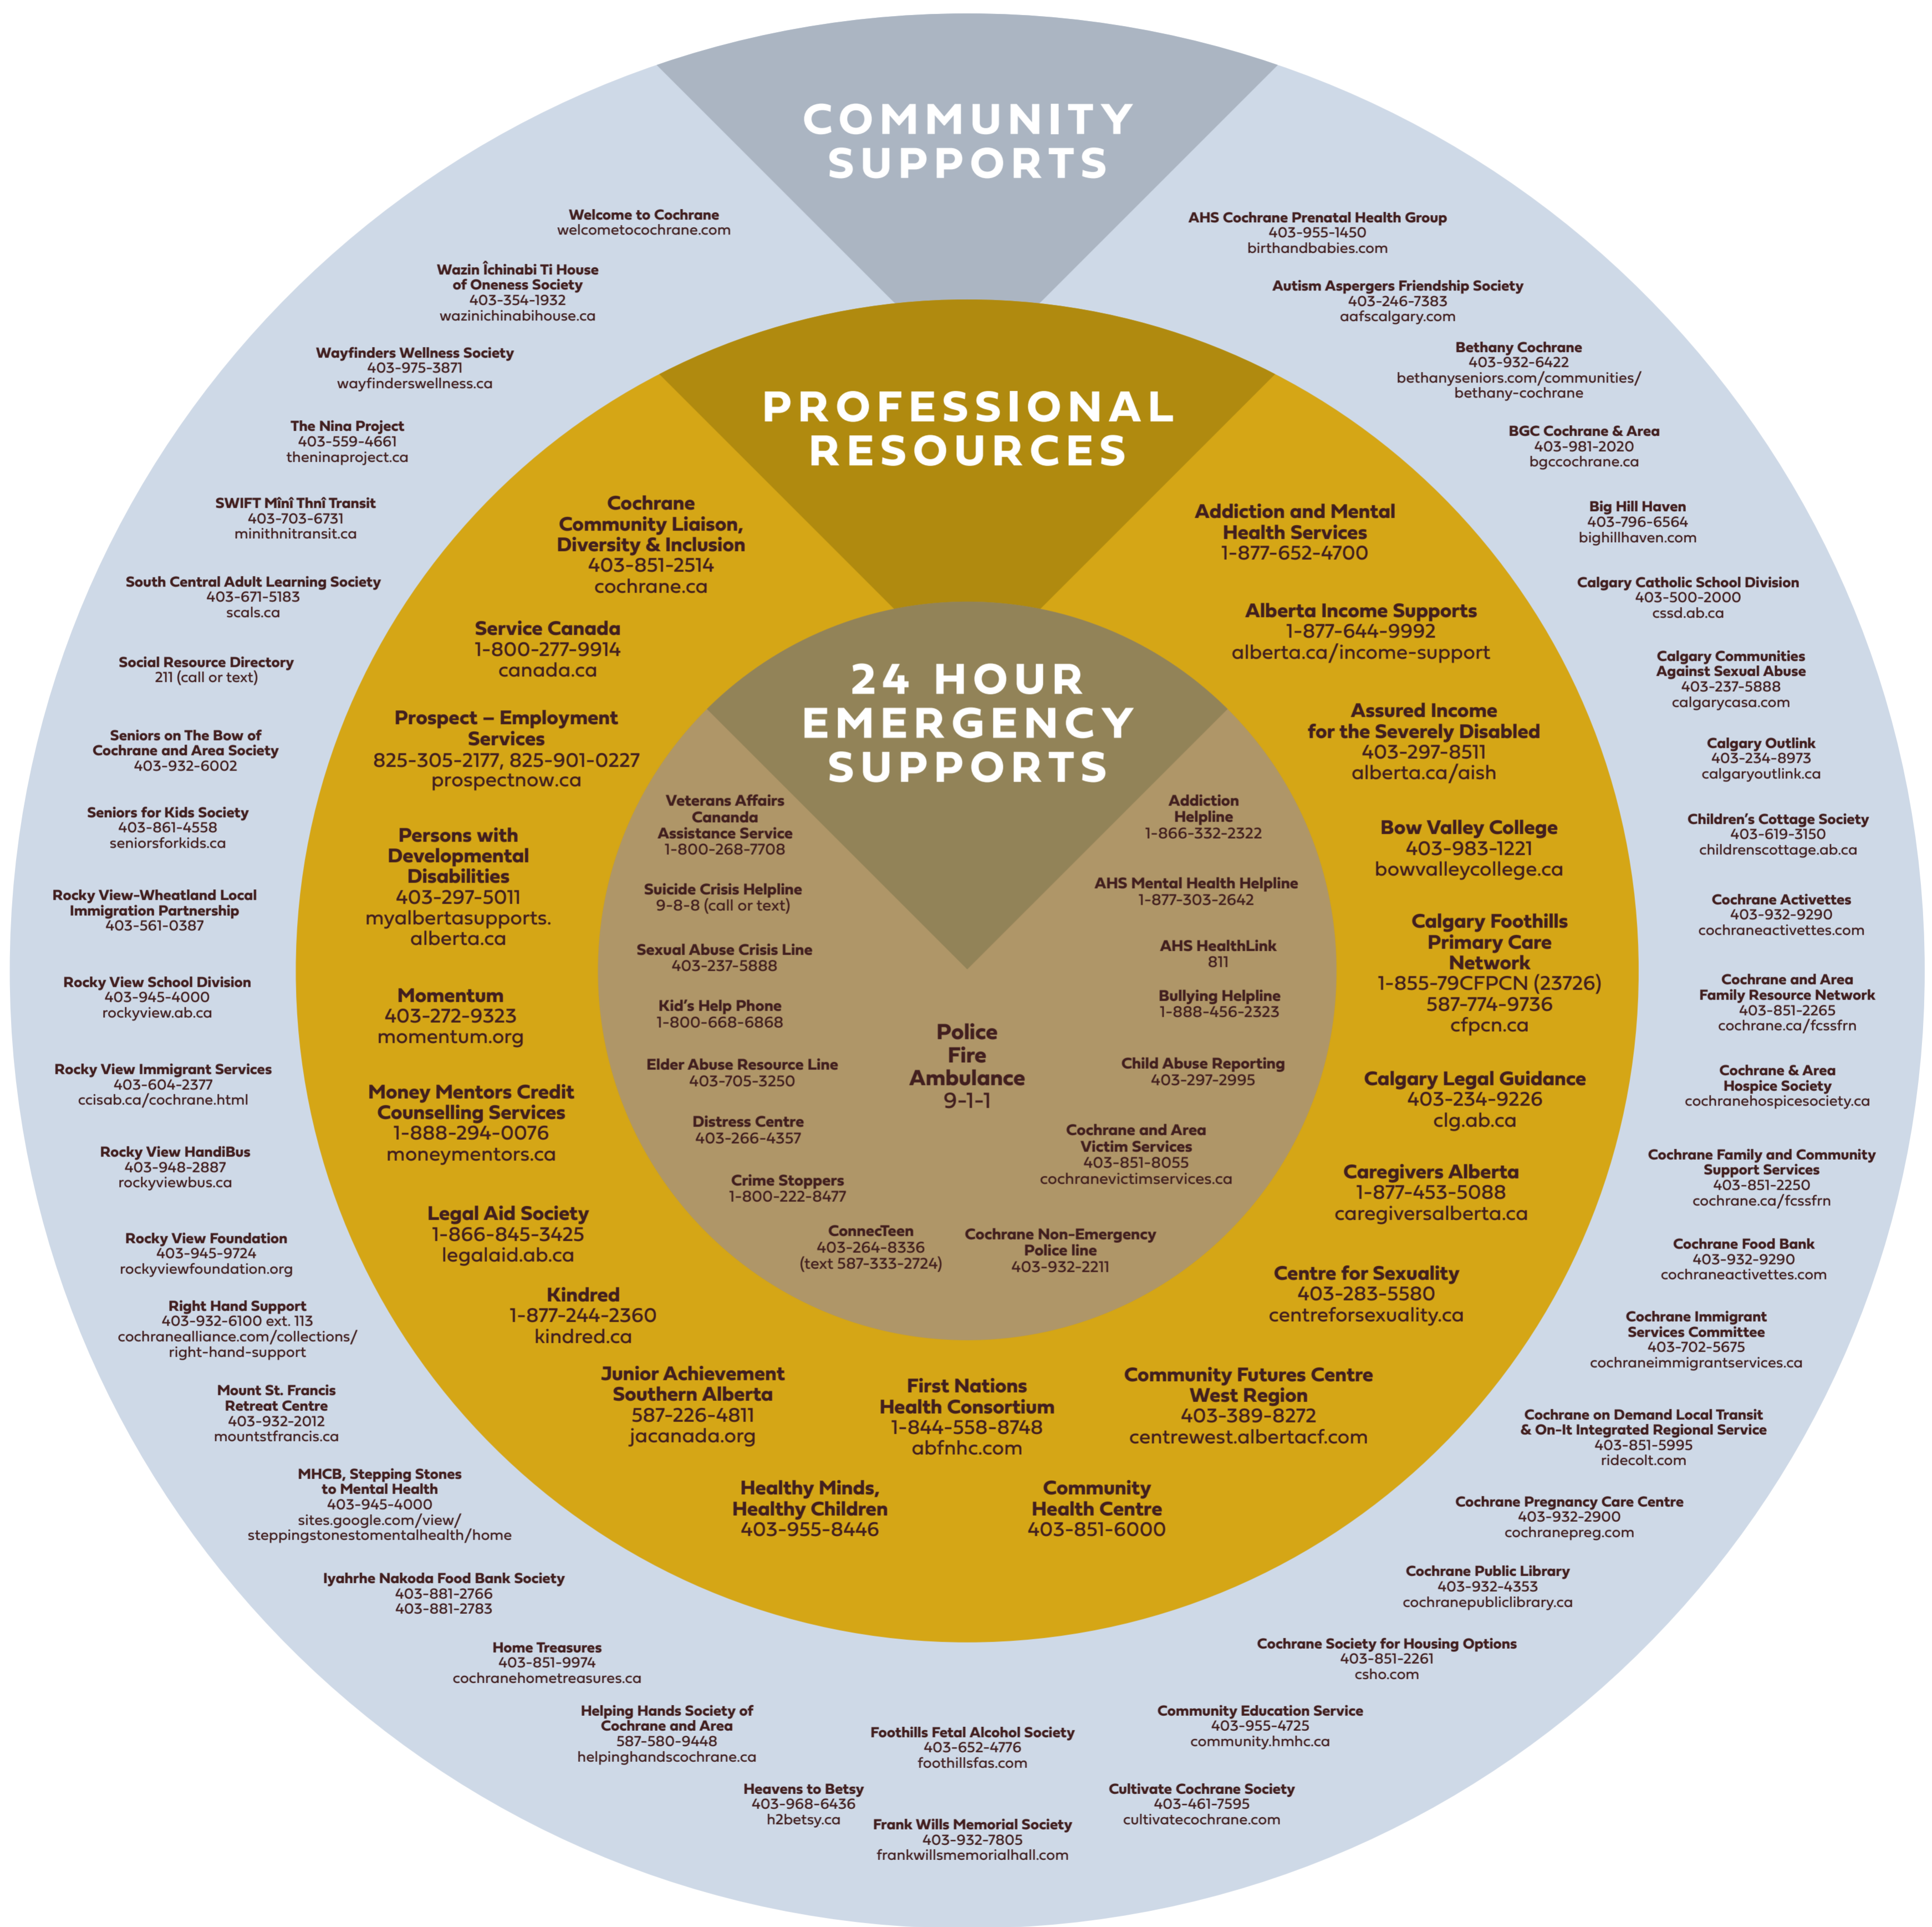 COMMUNITY
SUPPORTS
AHS Cochrane Prenatal Health Group
403-955-1450
birthandbabies.com
Autism Aspergers Friendship Society
403-246-7383
aafscalgary.com
Bethany Cochrane
403-932-6422
bethanyseniors.com/communities/
bethany-cochrane
BGC Cochrane & Area
403-981-2020
bgccochrane.ca
Big Hill Haven
403-796-6564
bighillhaven.com
Calgary Catholic School Division
403-500-2000
cssd.ab.ca
Calgary Communities
Against Sexual Abuse
403-237-5888
calgarycasa.com
Calgary Outlink
403-234-8973
calgaryoutlink.ca
Children's Cottage Society
403-619-3150
childrenscottage.ab.ca
Cochrane Activettes
403-932-9290
cochraneactivettes.com
Cochrane and Area
Family Resource Network
403-851-2265
cochrane.ca/fcssfrn
Cochrane & Area
Hospice Society
cochranehospicesociety.ca
Cochrane Family and Community
Support Services
403-851-2250
cochrane.ca/fcssfrn
Cochrane Food Bank
403-932-9290
cochraneactivettes.com
Cochrane Immigrant
Services Committee
403-702-5675
cochraneimmigrantservices.ca
Cochrane on Demand Local Transit
& On-It Integrated Regional Service
403-851-5995
ridecolt.com
Cochrane Pregnancy Care Centre
403-932-2900
cochranepreg.com
Cochrane Public Library
403-932-4353
cochranepubliclibrary.ca
Cochrane Society for Housing Options
403-851-2261
csho.com
Community Education Service
403-955-4725
community.hmhc.ca
Cultivate Cochrane Society
403-461-7595
cultivatecochrane.com
Foothills Fetal Alcohol Society
403-652-4776
foothillsfas.com
Frank Wills Memorial Society
403-932-7805
frankwillsmemorialhall.com
Heavens to Betsy
403-968-6436
h2betsy.ca
Helping Hands Society of
Cochrane and Area
587-580-9448
helpinghandscochrane.ca
Home Treasures
403-851-9974
cochranehometreasures.ca
Iyahrhe Nakoda Food Bank Society
403-881-2766
403-881-2783
MHCB, Stepping Stones
to Mental Health
403-945-4000
sites.google.com/view/
steppingstonestomentalhealth/home
Mount St. Francis
Retreat Centre
403-932-2012
mountstfrancis.ca
Right Hand Support
403-932-6100 ext. 113
cochranealliance.com/collections/
right-hand-support
Rocky View Foundation
403-945-9724
rockyviewfoundation.org
Rocky View HandiBus
403-948-2887
rockyviewbus.ca
Rocky View Immigrant Services
403-604-2377
ccisab.ca/cochrane.html
Rocky View School Division
403-945-4000
rockyview.ab.ca
Rocky View-Wheatland Local
Immigration Partnership
403-561-0387
Seniors for Kids Society
403-861-4558
seniorsforkids.ca
Seniors on The Bow of
Cochrane and Area Society
403-932-6002
Social Resource Directory
211 (call or text)
South Central Adult Learning Society
403-671-5183
scals.ca
SWIFT Mînî Thnî Transit
403-703-6731
minithnitransit.ca
The Nina Project
403-559-4661
theninaproject.ca
Wayfinders Wellness Society
403-975-3871
wayfinderswellness.ca
Wazin Îchinabi Ti House
of Oneness Society
403-354-1932
wazinichinabihouse.ca
Welcome to Cochrane
welcometocochrane.com
PROFESSIONAL
RESOURCES
Addiction and Mental
Health Services
1-877-652-4700
Alberta Income Supports
1-877-644-9992
alberta.ca/income-support
Assured Income
for the Severely Disabled
403-297-8511
alberta.ca/aish
Bow Valley College
403-983-1221
bowvalleycollege.ca
Calgary Foothills
Primary Care
Network
1-855-79CFPCN (23726)
587-774-9736
cfpcn.ca
Calgary Legal Guidance
403-234-9226
clg.ab.ca
Caregivers Alberta
1-877-453-5088
caregiversalberta.ca
Centre for Sexuality
403-283-5580
centreforsexuality.ca
Community Futures Centre
West Region
403-389-8272
centrewest.albertacf.com
Community
Health Centre
403-851-6000
First Nations
Health Consortium
1-844-558-8748
abfnhc.com
Healthy Minds,
Healthy Children
403-955-8446
Junior Achievement
Southern Alberta
587-226-4811
jacanada.org
Kindred
1-877-244-2360
kindred.ca
Legal Aid Society
1-866-845-3425
legalaid.ab.ca
Money Mentors Credit
Counselling Services
1-888-294-0076
moneymentors.ca
Momentum
403-272-9323
momentum.org
Persons with
Developmental
Disabilities
403-297-5011
myalbertasupports.
alberta.ca
Prospect – Employment
Services
825-305-2177, 825-901-0227
prospectnow.ca
Service Canada
1-800-277-9914
canada.ca
Cochrane
Community Liaison,
Diversity & Inclusion
403-851-2514
cochrane.ca
24 HOUR
EMERGENCY
SUPPORTS
Addiction
Helpline
1-866-332-2322
AHS Mental Health Helpline
1-877-303-2642
AHS HealthLink
811
Bullying Helpline
1-888-456-2323
Child Abuse Reporting
403-297-2995
Cochrane and Area
Victim Services
403-851-8055
cochranevictimservices.ca
Cochrane Non-Emergency
Police line
403-932-2211
ConnecTeen
403-264-8336
(text 587-333-2724)
Crime Stoppers
1-800-222-8477
Distress Centre
403-266-4357
Elder Abuse Resource Line
403-705-3250
Kid's Help Phone
1-800-668-6868
Sexual Abuse Crisis Line
403-237-5888
Suicide Crisis Helpline
9-8-8 (call or text)
Veterans Affairs
Cananda
Assistance Service
1-800-268-7708
Police
Fire
Ambulance
9-1-1